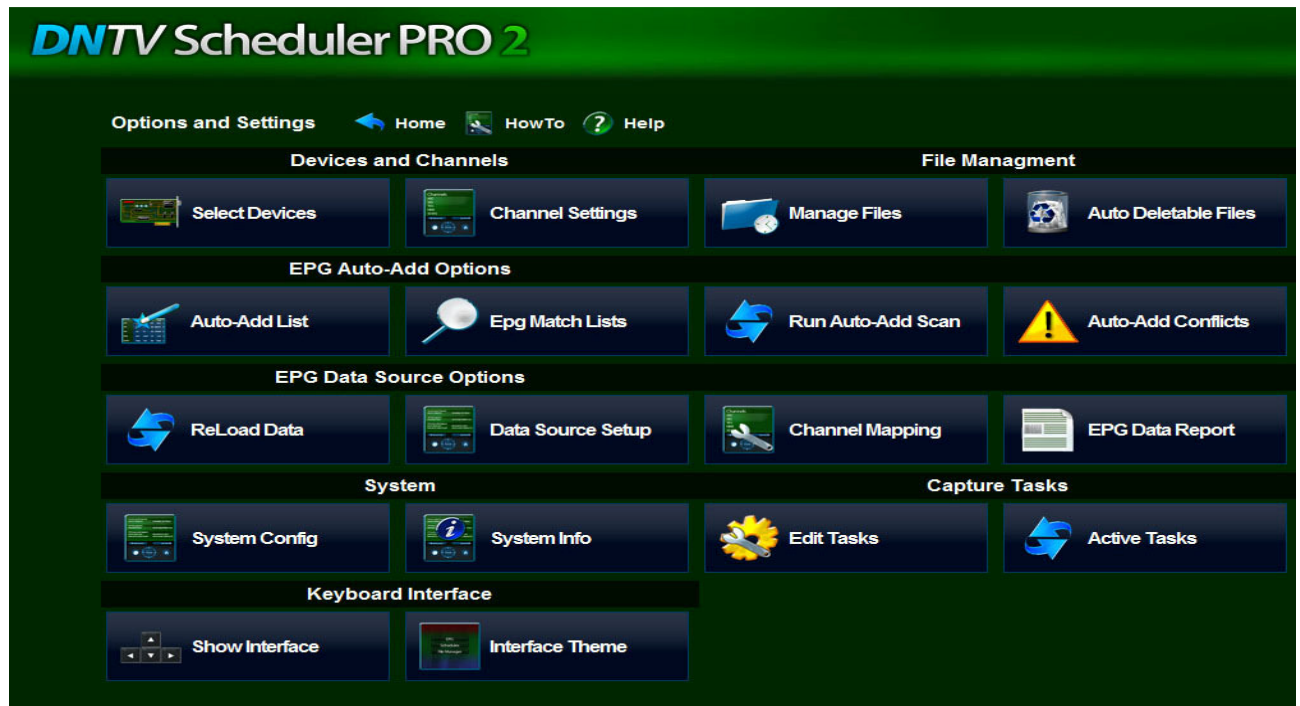 DNTV Scheduler PRO 2
Options and Settings Home HowTo Help
Devices and Channels File Managment
Select Devices Channel Settings Manage Files Auto Deletable Files
EPG Auto-Add Options
Auto-Add List Epg Match Lists Run Auto-Add Scan Auto-Add Conflicts
EPG Data Source Options
ReLoad Data Data Source Setup Channel Mapping EPG Data Report
System Capture Tasks
System Config System Info Edit Tasks Active Tasks
Keyboard Interface
Show Interface Interface Theme